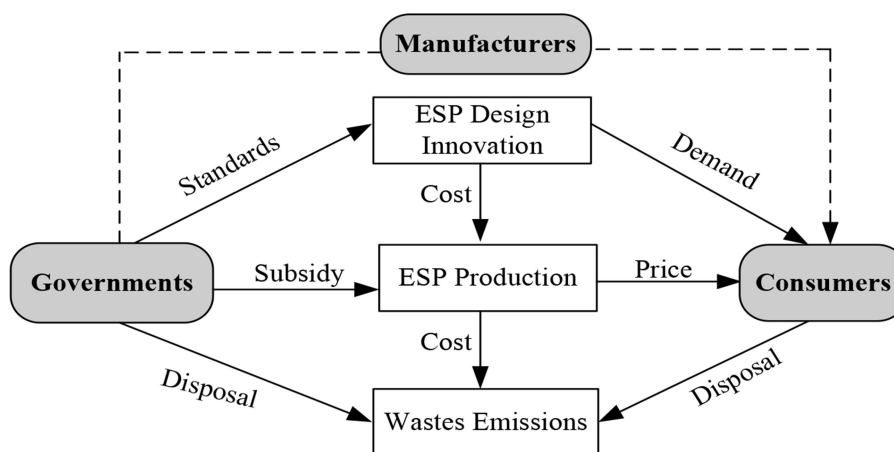 Manufacturers
ESP Design
Innovation
Standards
Demand
Cost
Governments
Subsidy
ESP Production
Price
Consumers
Cost
Disposal
Disposal
Wastes Emissions